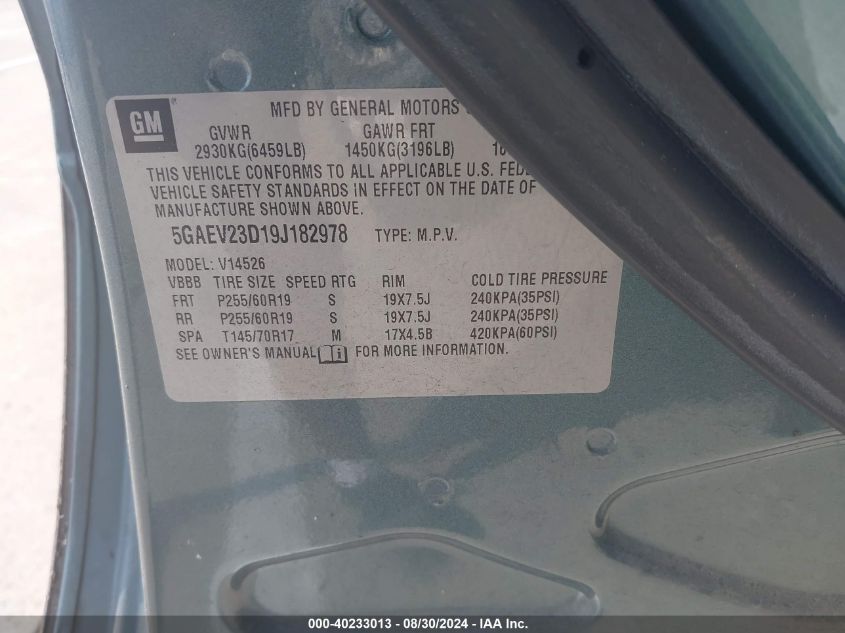 GM
MFD BY GENERAL MOTORS
GVWR GAWR FRT
2930KG(6459LB) 1450KG(3196LB)
THIS VEHICLE CONFORMS TO ALL APPLICABLE U.S.
VEHICLE SAFETY STANDARDS IN EFFECT ON THE DATE OF
MANUFACTURE SHOWN ABOVE.
5GAEV23D19J182978 TYPE: M.P.V.
MODEL: V14526
VBBB TIRE SIZE SPEED RTG RIM COLD TIRE PRESSURE
FRT P255/60R19 S 19X7.5J 240KPA(35PSI)
RR P255/60R19 S 19X7.5J 240KPA(35PSI)
SPA T145/70R17 M 17X4.5B 420KPA(60PSI)
SEE OWNER'S MANUAL FOR MORE INFORMATION.
000-40233013 - 08/30/2024 - IAA Inc.